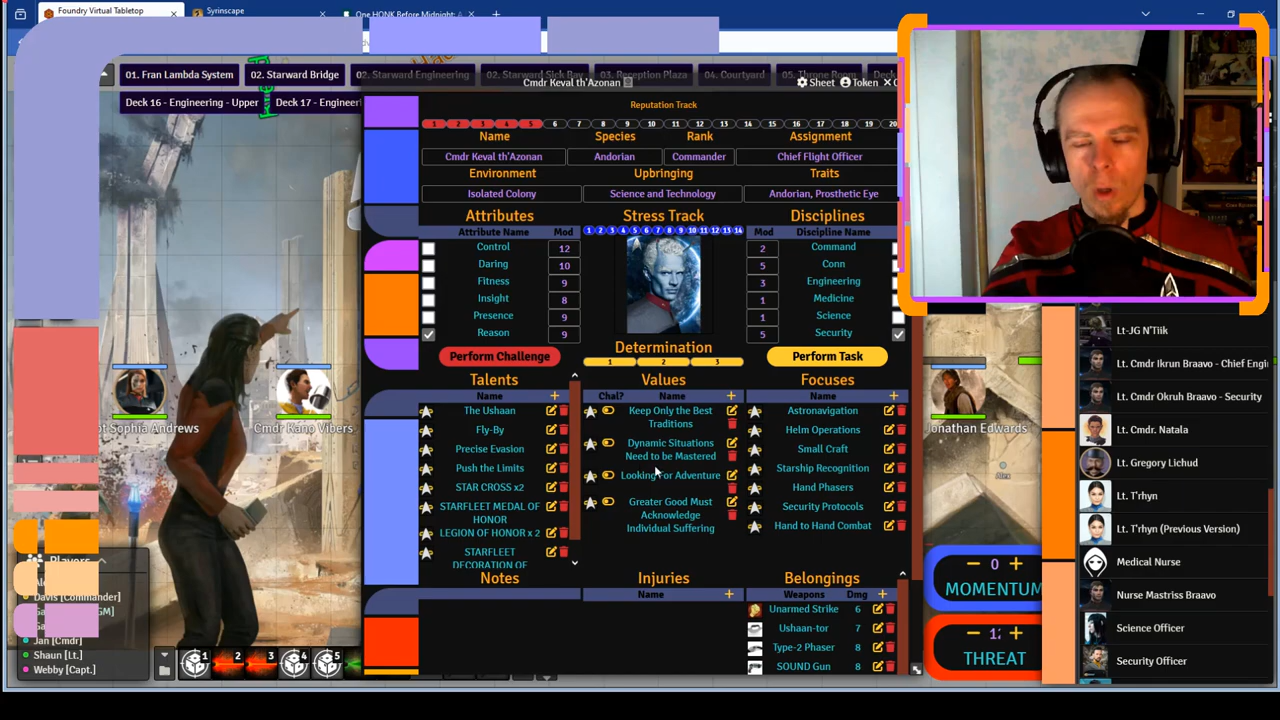 Foundry Virtual Tabletop
Syrinscape
One HONK Before Midnight: A
01. Fran Lambda System
02. Starward Bridge
02. Starward Engineering
02. Starward Sick Bay
03. Reception Plaza
04. Courtyard
05. Throne Room
Deck
Deck 16 - Engineering - Upper
Deck 17 - Engineeri
Cmdr Keval th'Azonan
Sheet
Token
Reputation Track
1 2 3 4 5 6 7 8 9 10 11 12 13 14 15 16 17 18 19 20
Name
Species
Rank
Assignment
Cmdr Keval th'Azonan
Andorian
Commander
Chief Flight Officer
Environment
Upbringing
Traits
Isolated Colony
Science and Technology
Andorian, Prosthetic Eye
Attributes
Attribute Name Mod
Control 12
Daring 10
Fitness 9
Insight 8
Presence 9
Reason 9
Stress Track
1 2 3 4 5 6 7 8 9 10 11 12 13 14
Disciplines
Mod Discipline Name
2 Command
5 Conn
3 Engineering
1 Medicine
1 Science
5 Security
Perform Challenge
Determination
1 2 3
Perform Task
Talents
Name +
The Ushaan
Fly-By
Precise Evasion
Push the Limits
STAR CROSS x2
STARFLEET MEDAL OF
HONOR
LEGION OF HONOR x 2
STARFLEET
DECORATION OF
Values
Chal? Name +
Keep Only the Best
Traditions
Dynamic Situations
Need to be Mastered
Looking For Adventure
Greater Good Must
Acknowledge
Individual Suffering
Focuses
Name +
Astronavigation
Helm Operations
Small Craft
Starship Recognition
Hand Phasers
Security Protocols
Hand to Hand Combat
Notes
Injuries
Name +
Belongings
Weapons Dmg +
Unarmed Strike 6
Ushaan-tor 7
Type-2 Phaser 8
SOUND Gun 8
ot Sophia Andrews
Cmdr Kano Vibers
Jonathan Edwards
Alex
Players
Davis [Commander]
Jan [Cmdr]
Shaun [Lt.]
Webby [Capt.]
1 2 3 4 5
- 0 +
MOMENTUM
THREAT
Lt-JG N'Tiik
Lt. Cmdr Ikrun Braavo - Chief Engi
Lt. Cmdr Okruh Braavo - Security
Lt. Cmdr. Natala
Lt. Gregory Lichud
Lt. T'rhyn
Lt. T'rhyn (Previous Version)
Medical Nurse
Nurse Mastriss Braavo
Science Officer
Security Officer